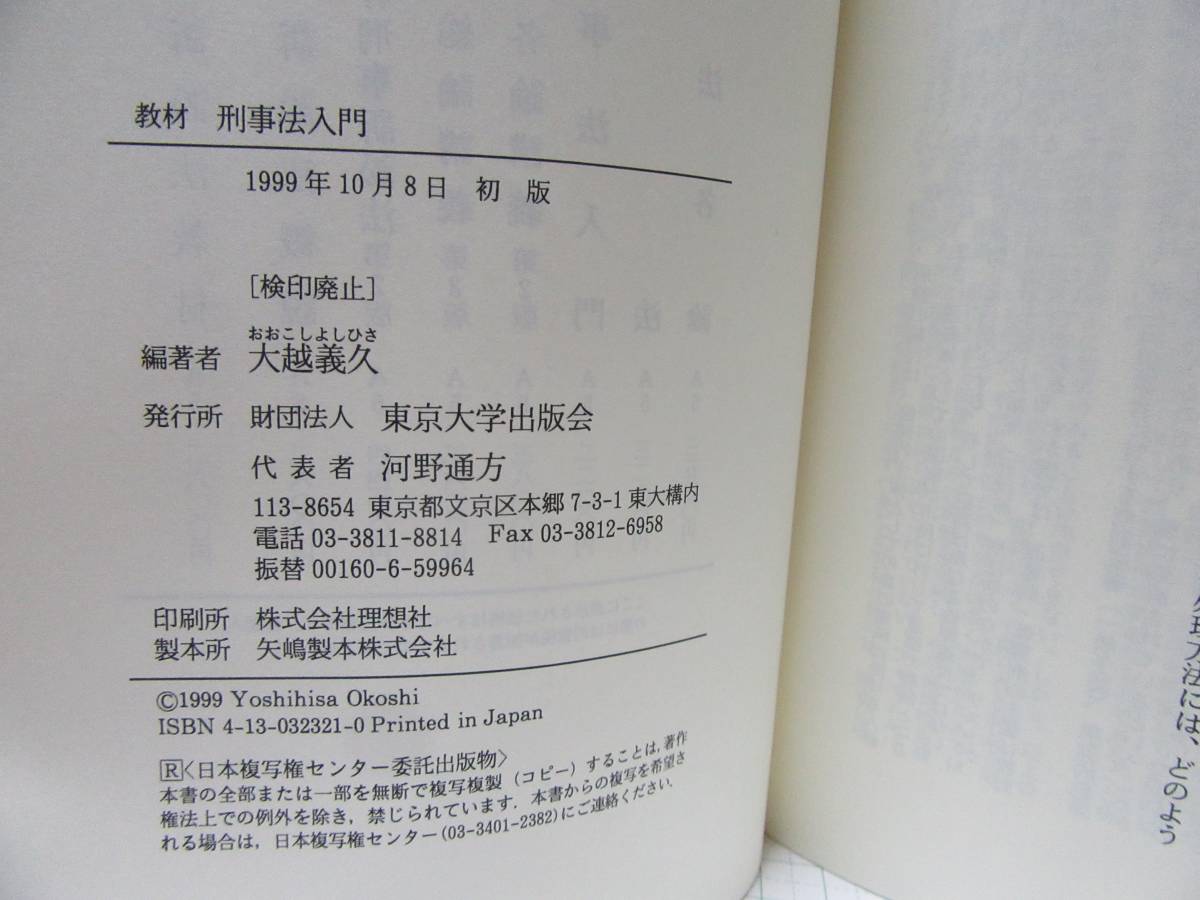 教材 刑事法入門
1999年10月8日 初 版
[検印廃止]
おおこしよしひさ
編著者 大越義久
発行所 財団法人 東京大学出版会
代表者 河野通方
113-8654 東京都文京区本郷7-3-1東大構内
電話03-3811-8814 Fax 03-3812-6958
振替00160-6-59964
印刷所 株式会社理想社
製本所 矢嶋製本株式会社
©1999 Yoshihisa Okoshi
ISBN 4-13-032321-0 Printed in Japan
R〈日本複写権センター委託出版物〉
本書の全部または一部を無断で複写複製(コピー)することは,著作
権法上での例外を除き,禁じられています.本書からの複写を希望さ
れる場合は,日本複写権センター(03-3401-2382)にご連絡ください.
処理方法には、どのよう